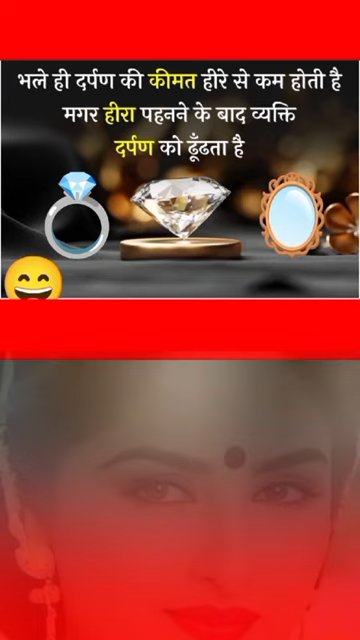 भले ही दर्पण की कीमत हीरे से कम होती है
मगर हीरा पहनने के बाद व्यक्ति
दर्पण को ढूँढता है